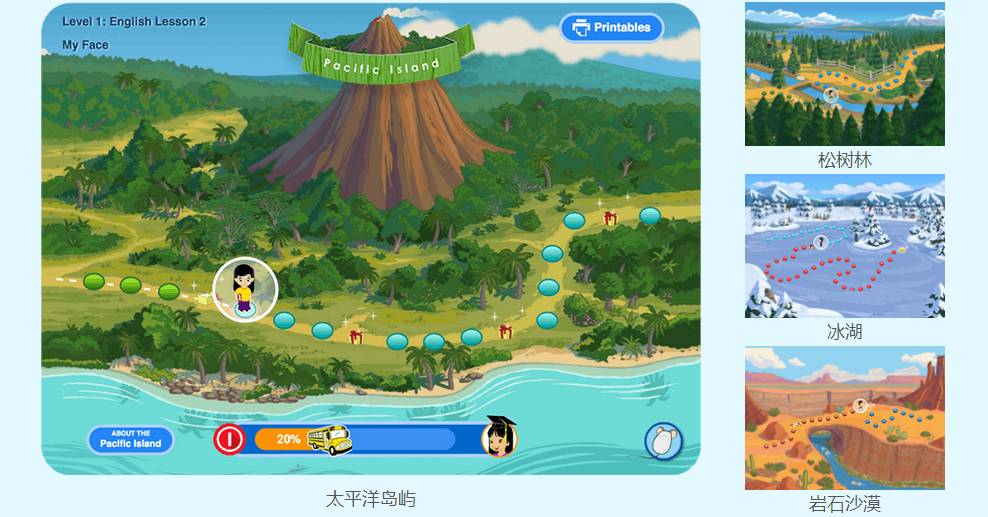 Level 1: English Lesson 2
My Face
Pacific Island
Printables
ABOUT THE
Pacific Island
20%
太平洋岛屿
松树林
?
冰湖
岩石沙漠